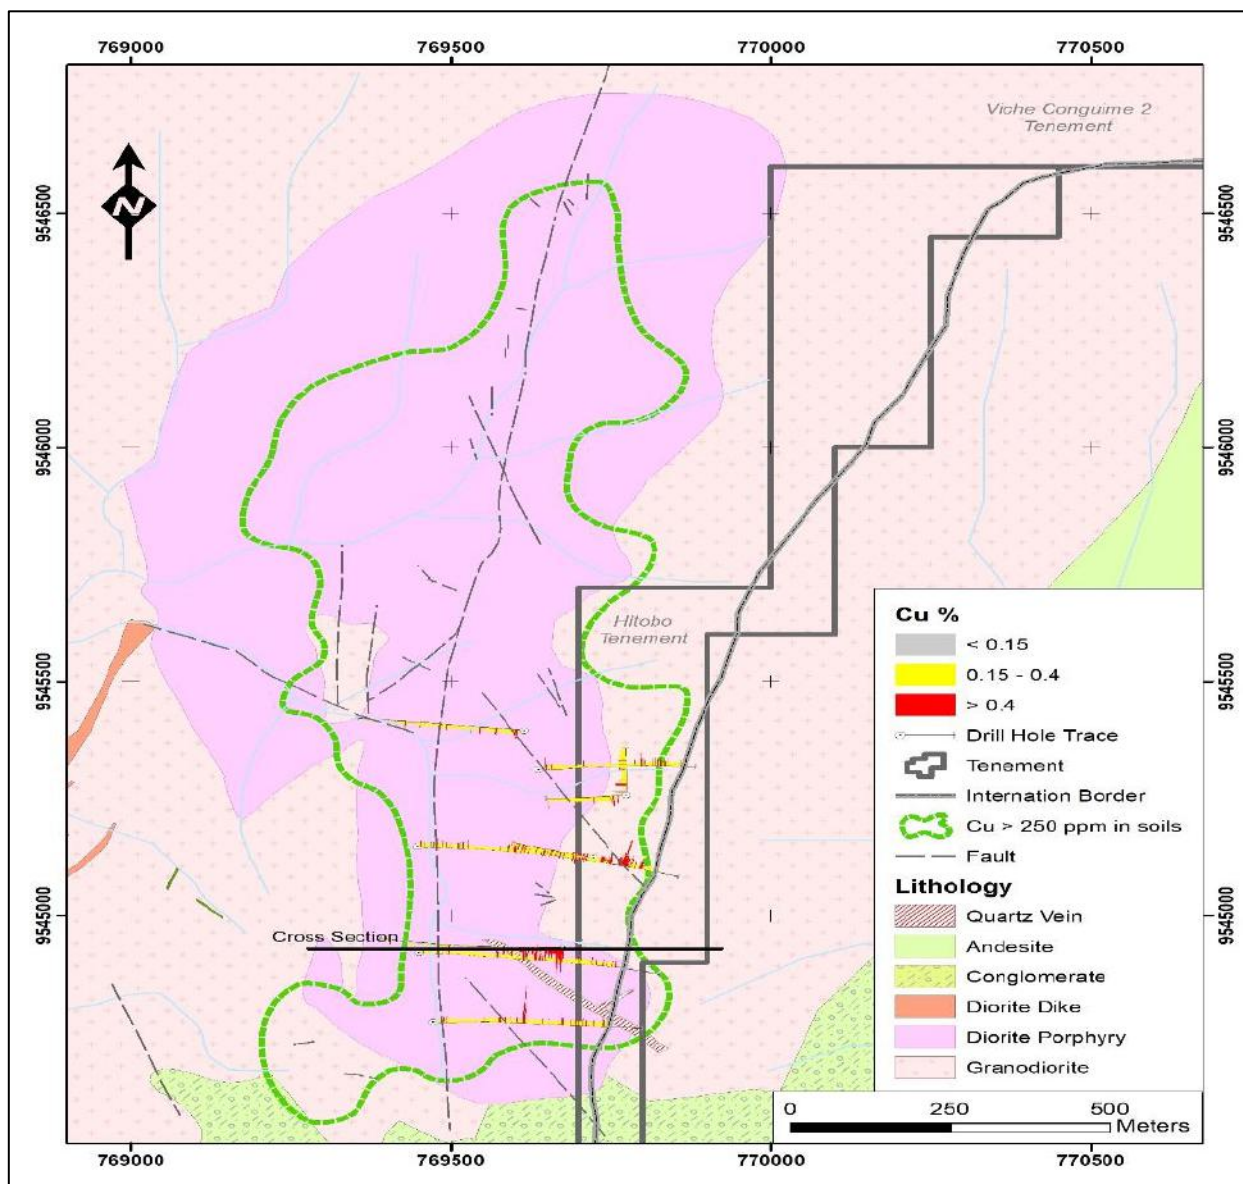 769000 769500 770000 770500
Viche Conguime 2
Tenement
N
9546500 9546500
9546000 9546000
Hitobo
Tenement
9545500 9545500
9545000 9545000
Cross Section
Cu %
< 0.15
0.15 - 0.4
> 0.4
Drill Hole Trace
Tenement
Internation Border
Cu > 250 ppm in soils
Fault
Lithology
Quartz Vein
Andesite
Conglomerate
Diorite Dike
Diorite Porphyry
Granodiorite
0 250 500
Meters
769000 769500 770000 770500